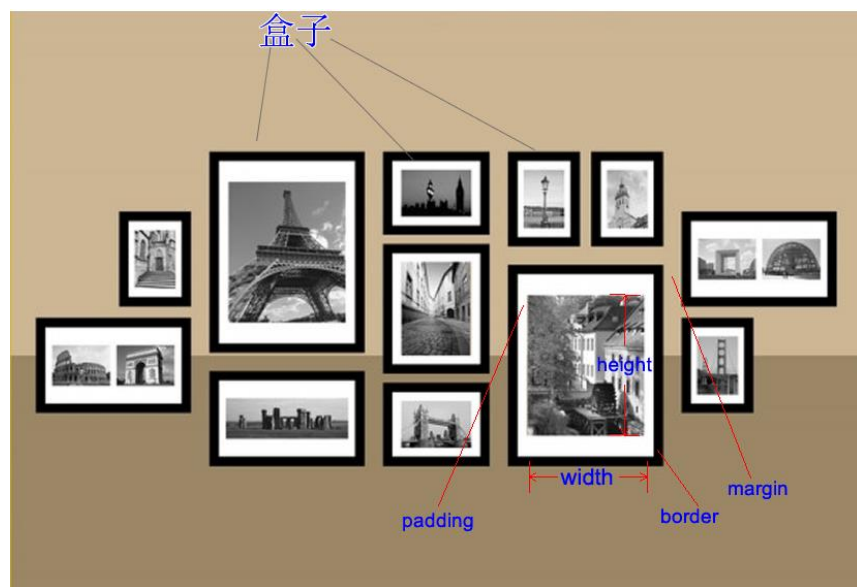 盒子
height
width
margin
padding
border